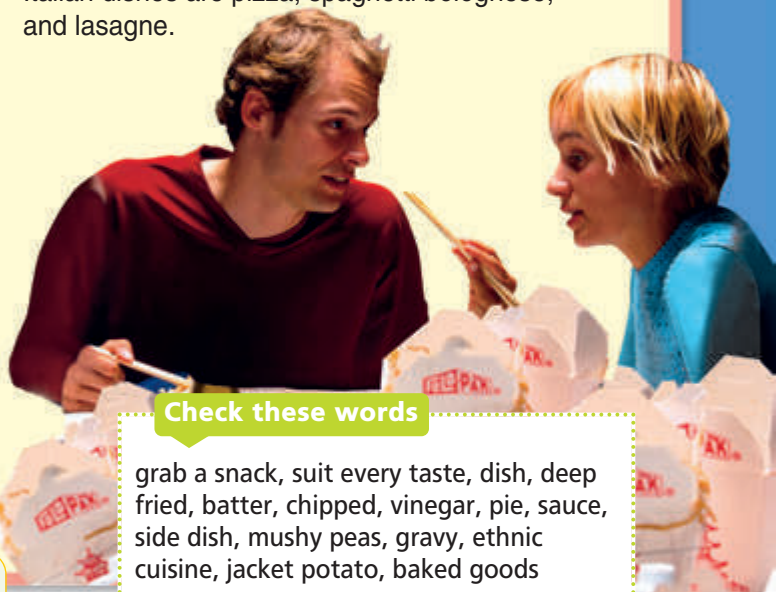 and lasagne.
Check these words
grab a snack, suit every taste, dish, deep
fried, batter, chipped, vinegar, pie, sauce,
side dish, mushy peas, gravy, ethnic
cuisine, jacket potato, baked goods